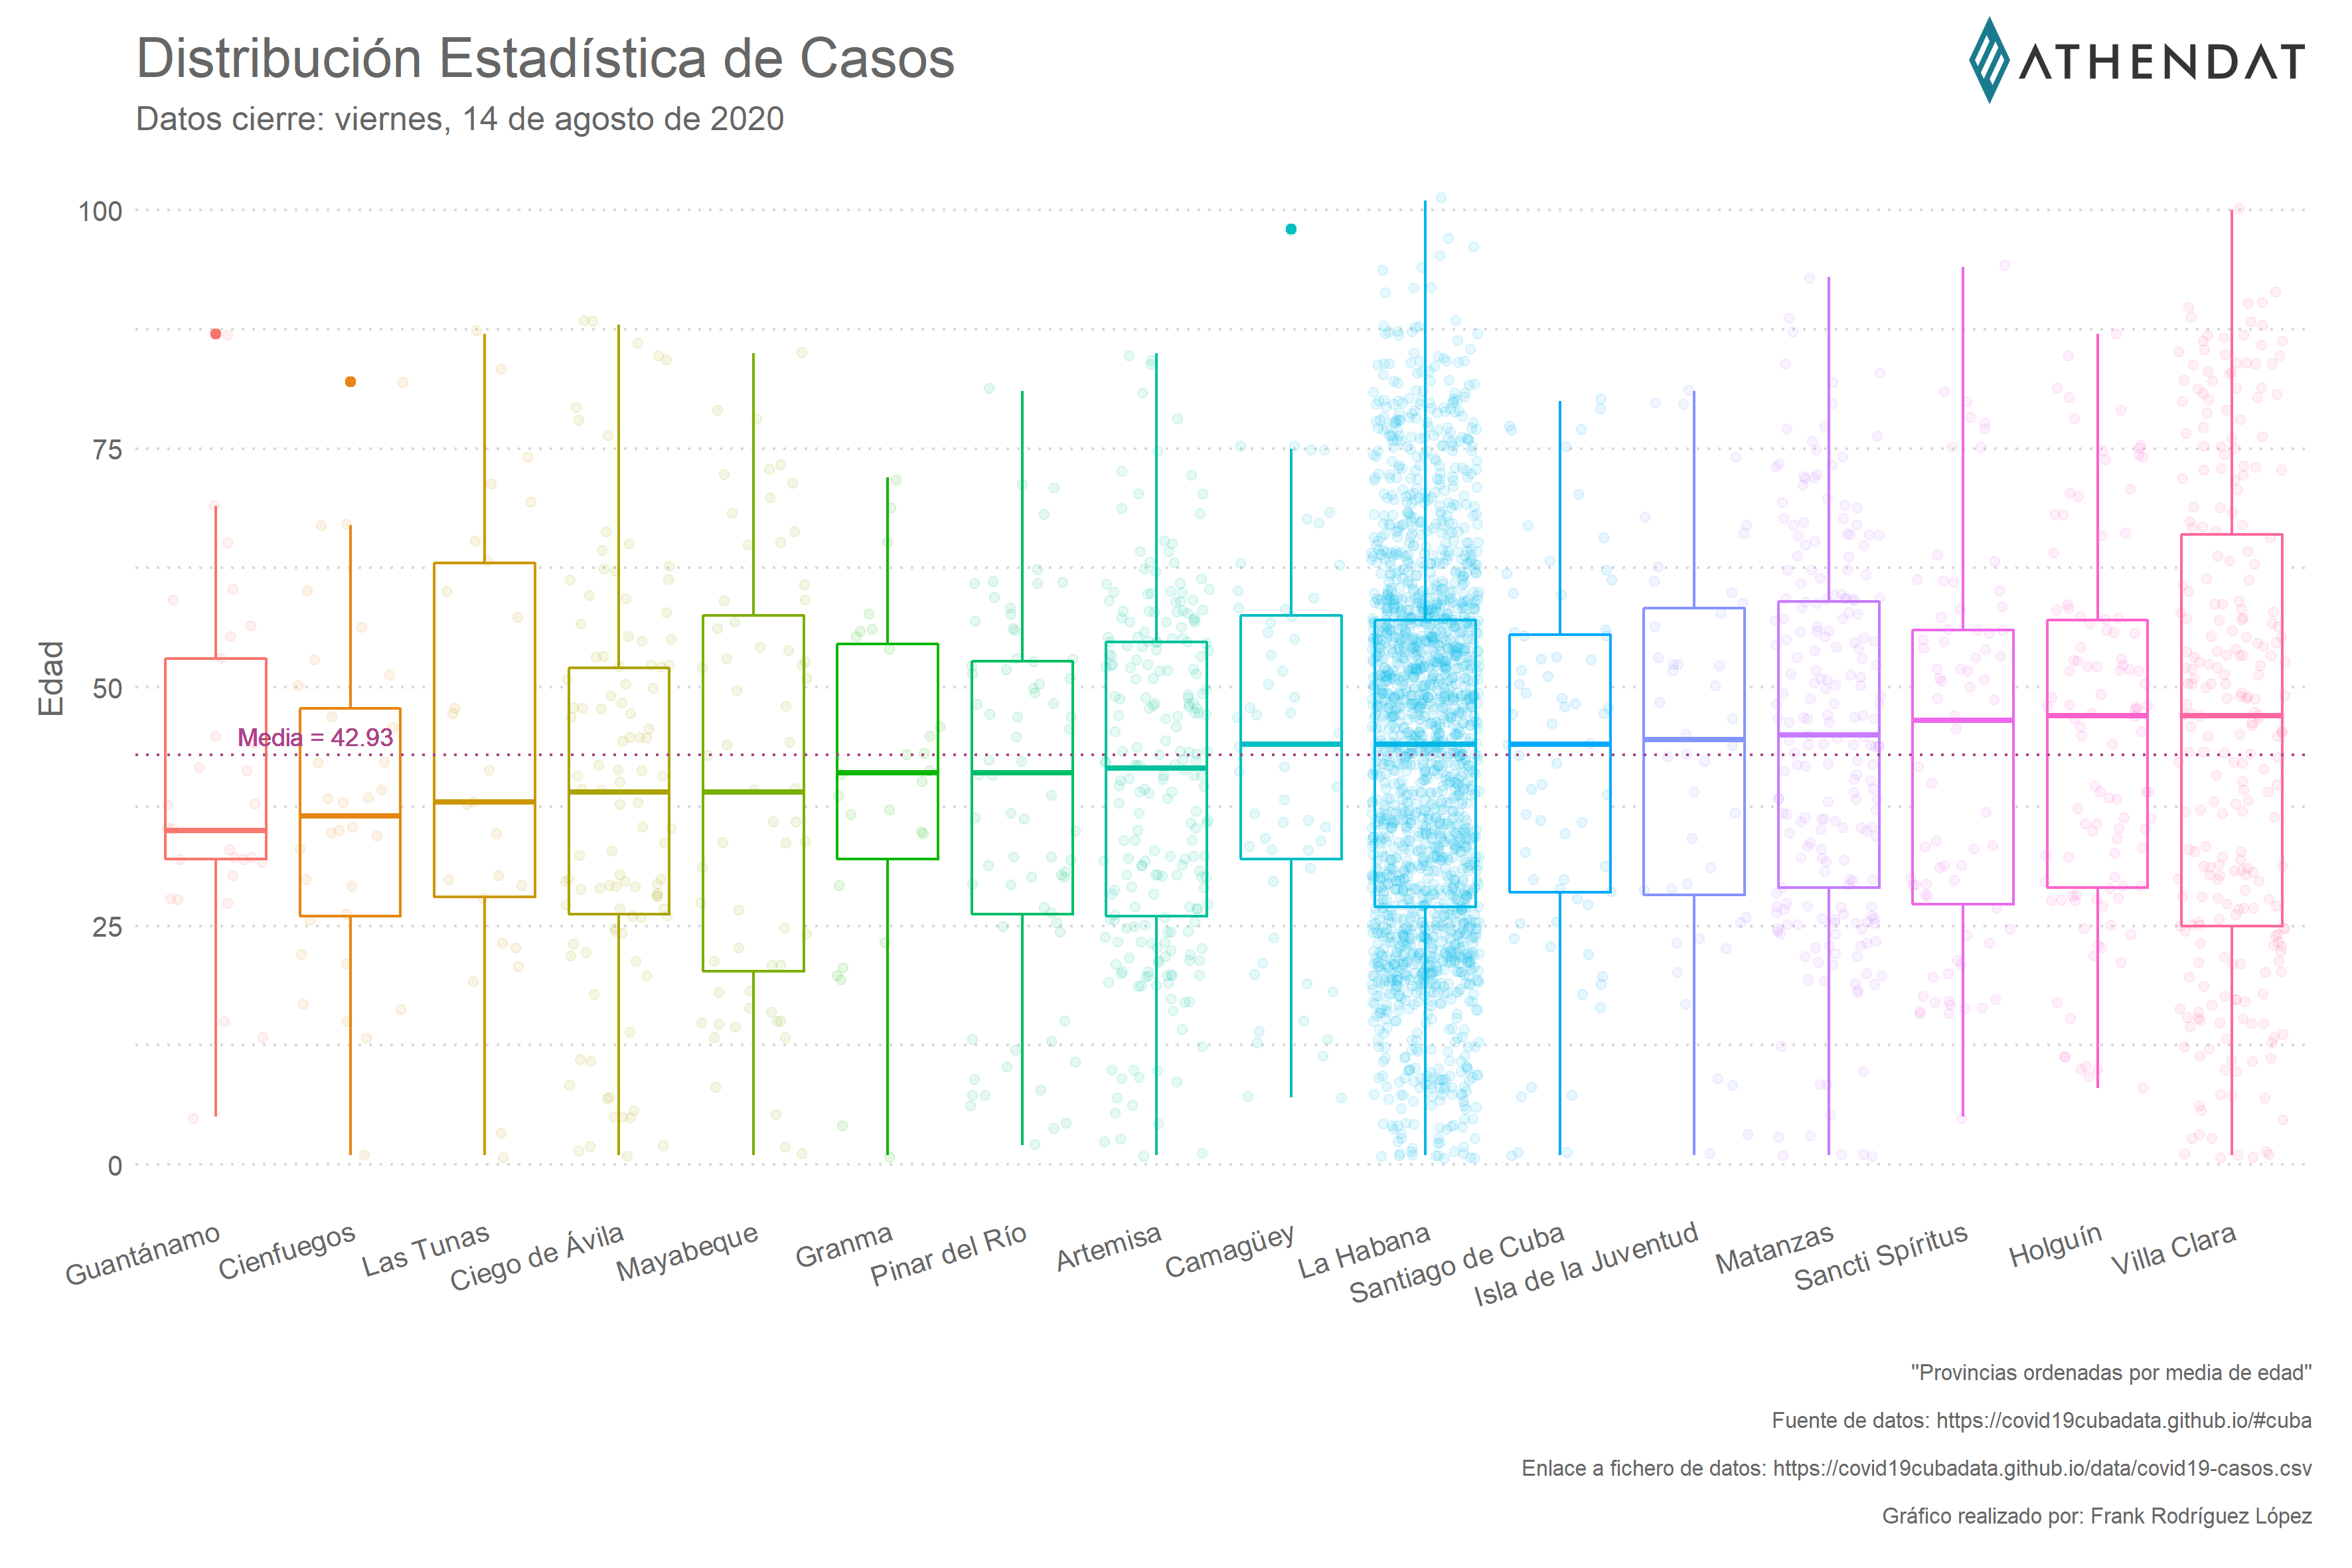 Distribución Estadística de Casos
Datos cierre: viernes, 14 de agosto de 2020
ATHENDAT
Edad
100
75
50
25
0
Media = 42.93
Guantánamo
Cienfuegos
Las Tunas
Ciego de Ávila
Mayabeque
Granma
Pinar del Río
Artemisa
Camagüey
La Habana
Santiago de Cuba
Isla de la Juventud
Matanzas
Sancti Spíritus
Holguín
Villa Clara
"Provincias ordenadas por media de edad"
Fuente de datos: https://covid19cubadata.github.io/#cuba
Enlace a fichero de datos: https://covid19cubadata.github.io/data/covid19-casos.csv
Gráfico realizado por: Frank Rodríguez López